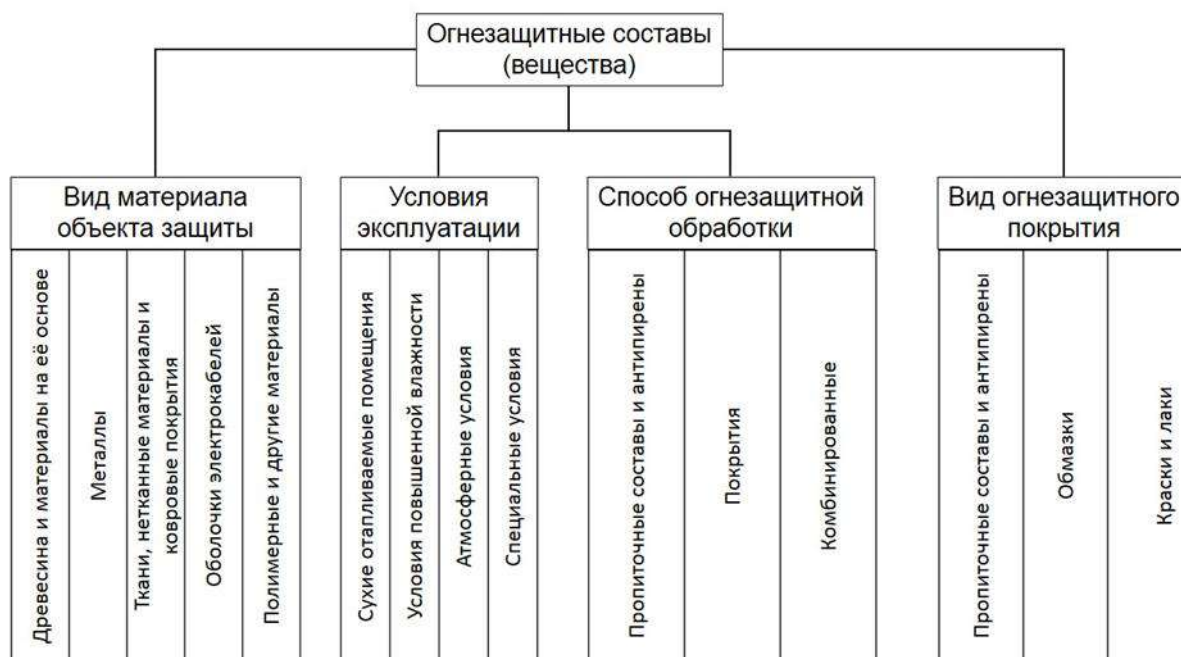 Огнезащитные составы
(вещества)
Вид материала
объекта защиты
Условия
эксплуатации
Способ огнезащитной
обработки
Вид огнезащитного
покрытия
Древесина и материалы на её основе
Металлы
Ткани, нетканные материалы и
ковровые покрытия
Оболочки электрокабелей
Полимерные и другие материалы
Сухие отапливаемые помещения
Условия повышенной влажности
Атмосферные условия
Специальные условия
Пропиточные составы и антипирены
Покрытия
Комбинированные
Пропиточные составы и антипирены
Обмазки
Краски и лаки